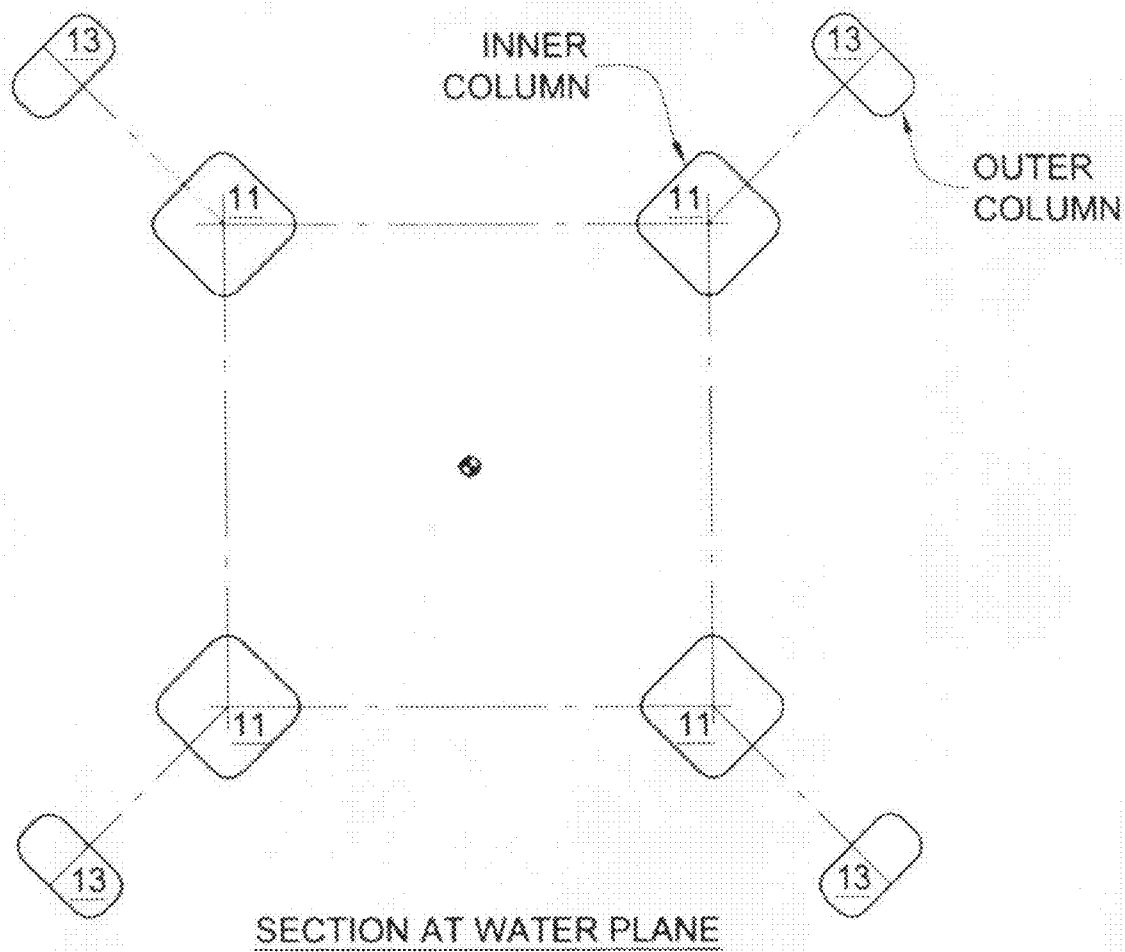 13
INNER
COLUMN
13
OUTER
COLUMN
11
11
11
11
13
13
SECTION AT WATER PLANE